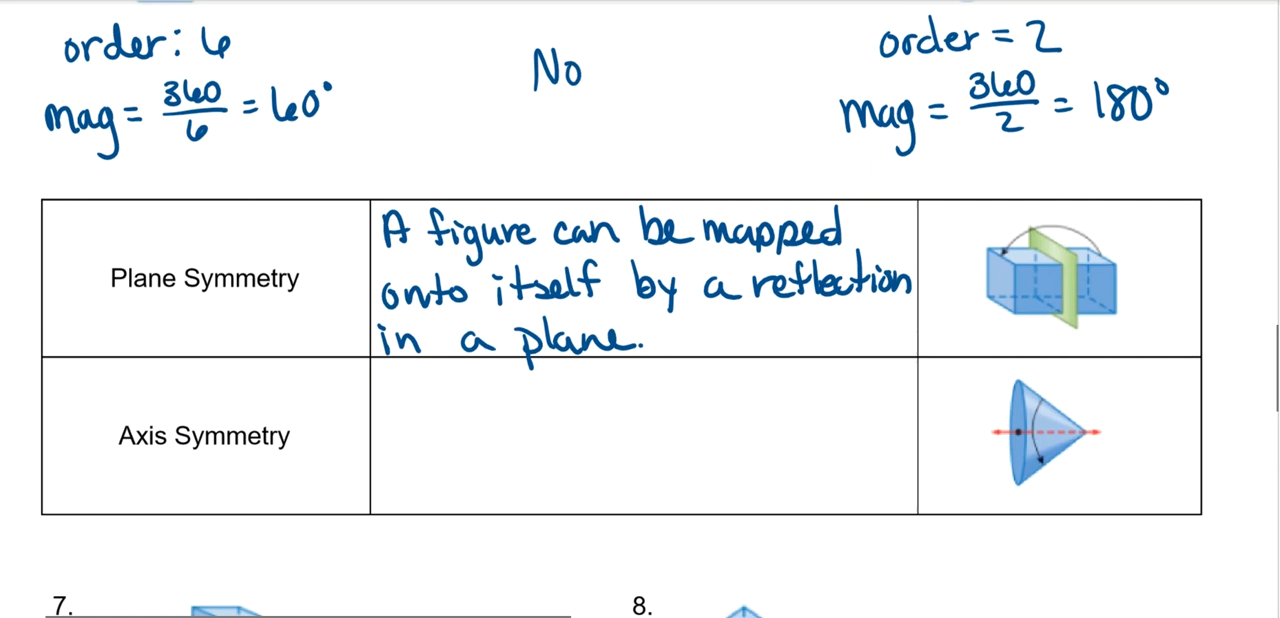 order: 6
mag = 360/6 = 60°
No
order = 2
mag = 360/2 = 180°
Plane Symmetry
A figure can be mapped
onto itself by a reflection
in a plane.
Axis Symmetry
7.
8.